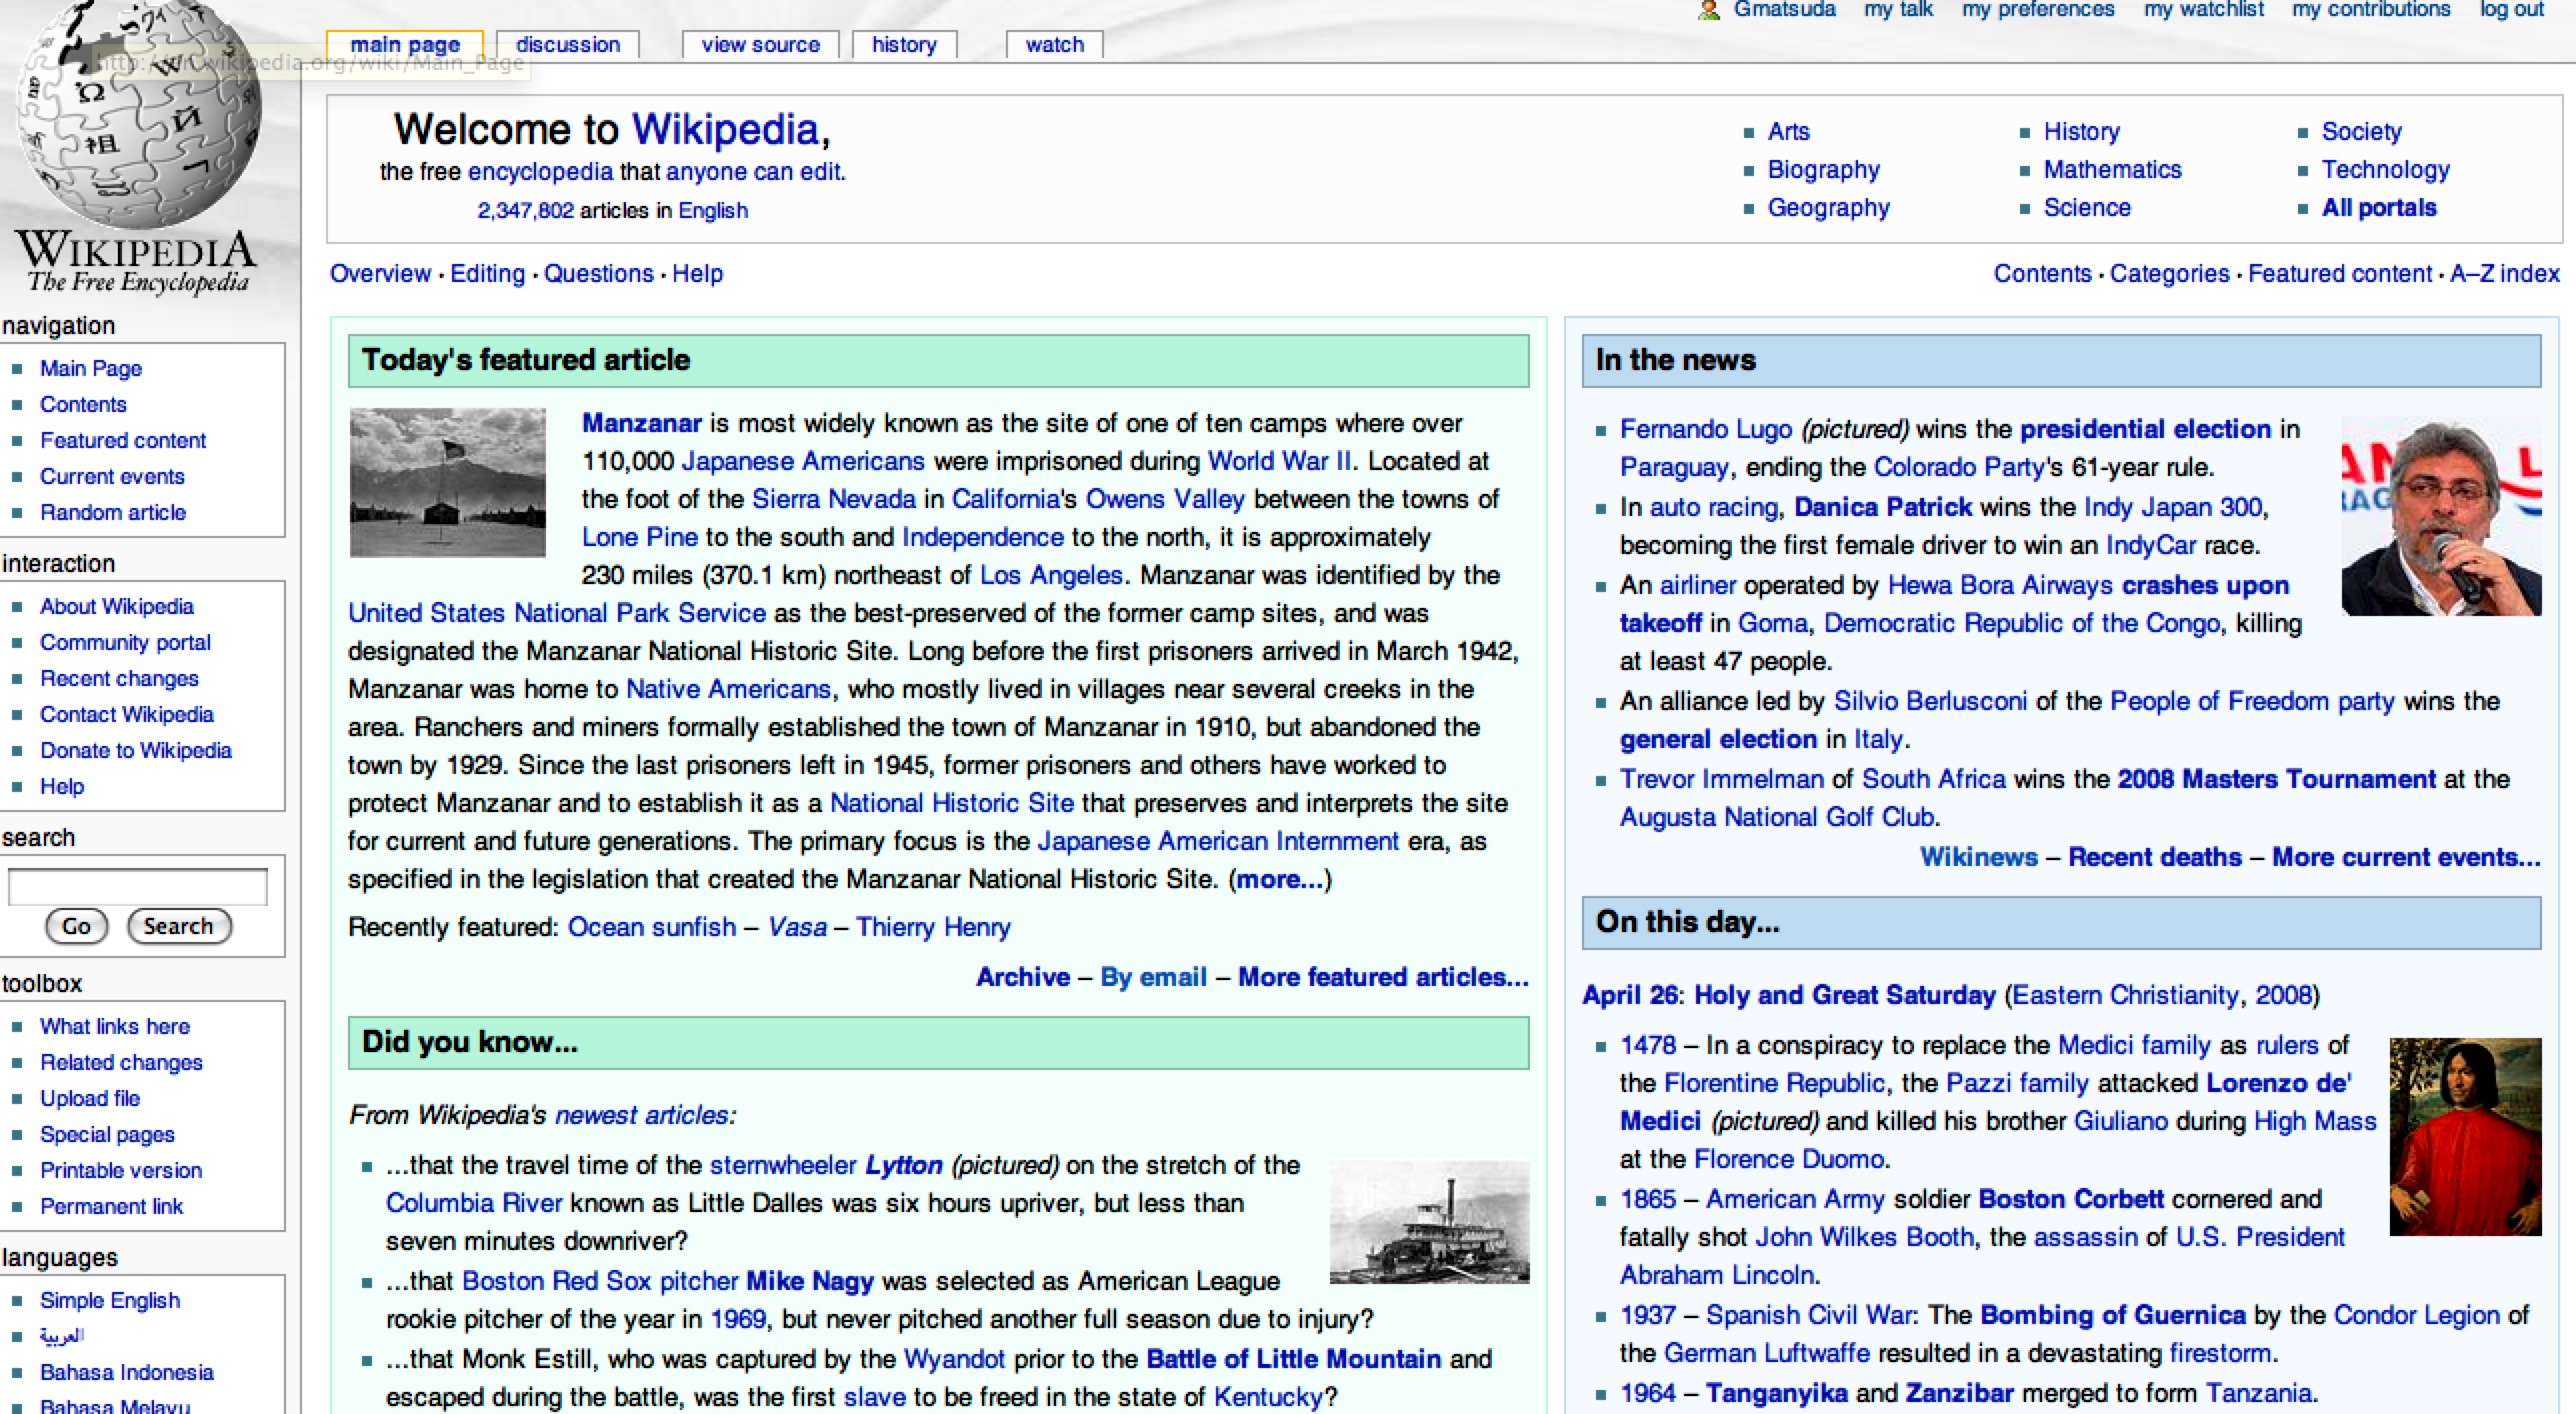 Gmatsuda my talk my preferences my watchlist my contributions log out
main page discussion view source history watch
http://en.wikipedia.org/wiki/Main_Page
WIKIPEDIA
The Free Encyclopedia
navigation
Main Page
Contents
Featured content
Current events
Random article
interaction
About Wikipedia
Community portal
Recent changes
Contact Wikipedia
Donate to Wikipedia
Help
search
Go Search
toolbox
What links here
Related changes
Upload file
Special pages
Printable version
Permanent link
languages
Simple English
العربية
Bahasa Indonesia
Bahasa Melayu
Welcome to Wikipedia,
the free encyclopedia that anyone can edit.
2,347,802 articles in English
Arts
Biography
Geography
History
Mathematics
Science
Society
Technology
All portals
Overview · Editing · Questions · Help
Contents · Categories · Featured content · A–Z index
Today's featured article
Manzanar is most widely known as the site of one of ten camps where over
110,000 Japanese Americans were imprisoned during World War II. Located at
the foot of the Sierra Nevada in California's Owens Valley between the towns of
Lone Pine to the south and Independence to the north, it is approximately
230 miles (370.1 km) northeast of Los Angeles. Manzanar was identified by the
United States National Park Service as the best-preserved of the former camp sites, and was
designated the Manzanar National Historic Site. Long before the first prisoners arrived in March 1942,
Manzanar was home to Native Americans, who mostly lived in villages near several creeks in the
area. Ranchers and miners formally established the town of Manzanar in 1910, but abandoned the
town by 1929. Since the last prisoners left in 1945, former prisoners and others have worked to
protect Manzanar and to establish it as a National Historic Site that preserves and interprets the site
for current and future generations. The primary focus is the Japanese American Internment era, as
specified in the legislation that created the Manzanar National Historic Site. (more...)
Recently featured: Ocean sunfish – Vasa – Thierry Henry
Archive – By email – More featured articles...
Did you know...
From Wikipedia's newest articles:
...that the travel time of the sternwheeler Lytton (pictured) on the stretch of the
Columbia River known as Little Dalles was six hours upriver, but less than
seven minutes downriver?
...that Boston Red Sox pitcher Mike Nagy was selected as American League
rookie pitcher of the year in 1969, but never pitched another full season due to injury?
...that Monk Estill, who was captured by the Wyandot prior to the Battle of Little Mountain and
escaped during the battle, was the first slave to be freed in the state of Kentucky?
In the news
Fernando Lugo (pictured) wins the presidential election in
Paraguay, ending the Colorado Party's 61-year rule.
In auto racing, Danica Patrick wins the Indy Japan 300,
becoming the first female driver to win an IndyCar race.
An airliner operated by Hewa Bora Airways crashes upon
takeoff in Goma, Democratic Republic of the Congo, killing
at least 47 people.
An alliance led by Silvio Berlusconi of the People of Freedom party wins the
general election in Italy.
Trevor Immelman of South Africa wins the 2008 Masters Tournament at the
Augusta National Golf Club.
Wikinews – Recent deaths – More current events...
On this day...
April 26: Holy and Great Saturday (Eastern Christianity, 2008)
1478 – In a conspiracy to replace the Medici family as rulers of
the Florentine Republic, the Pazzi family attacked Lorenzo de'
Medici (pictured) and killed his brother Giuliano during High Mass
at the Florence Duomo.
1865 – American Army soldier Boston Corbett cornered and
fatally shot John Wilkes Booth, the assassin of U.S. President
Abraham Lincoln.
1937 – Spanish Civil War: The Bombing of Guernica by the Condor Legion of
the German Luftwaffe resulted in a devastating firestorm.
1964 – Tanganyika and Zanzibar merged to form Tanzania.